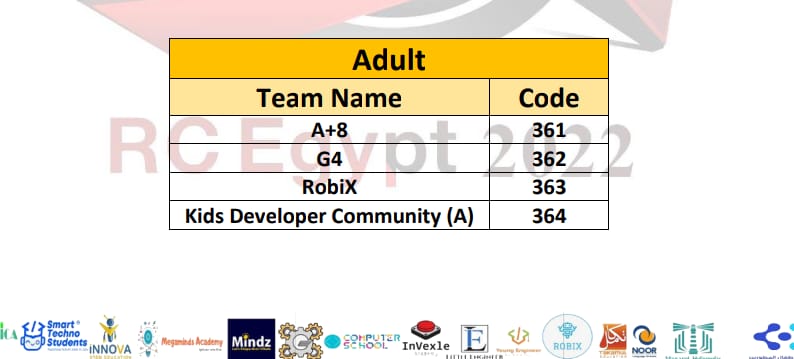 Adult
Team Name Code
A+8 361
RC Egypt 2022
G4 362
RobiX 363
Kids Developer Community (A) 364
Smart Techno Students
INNOVA
Megaminds Academy
Mindz
COMPUTER SCHOOL
InVexle
E
LITTLE ENGINEER
Young Engineer
ROBIX
NOOR